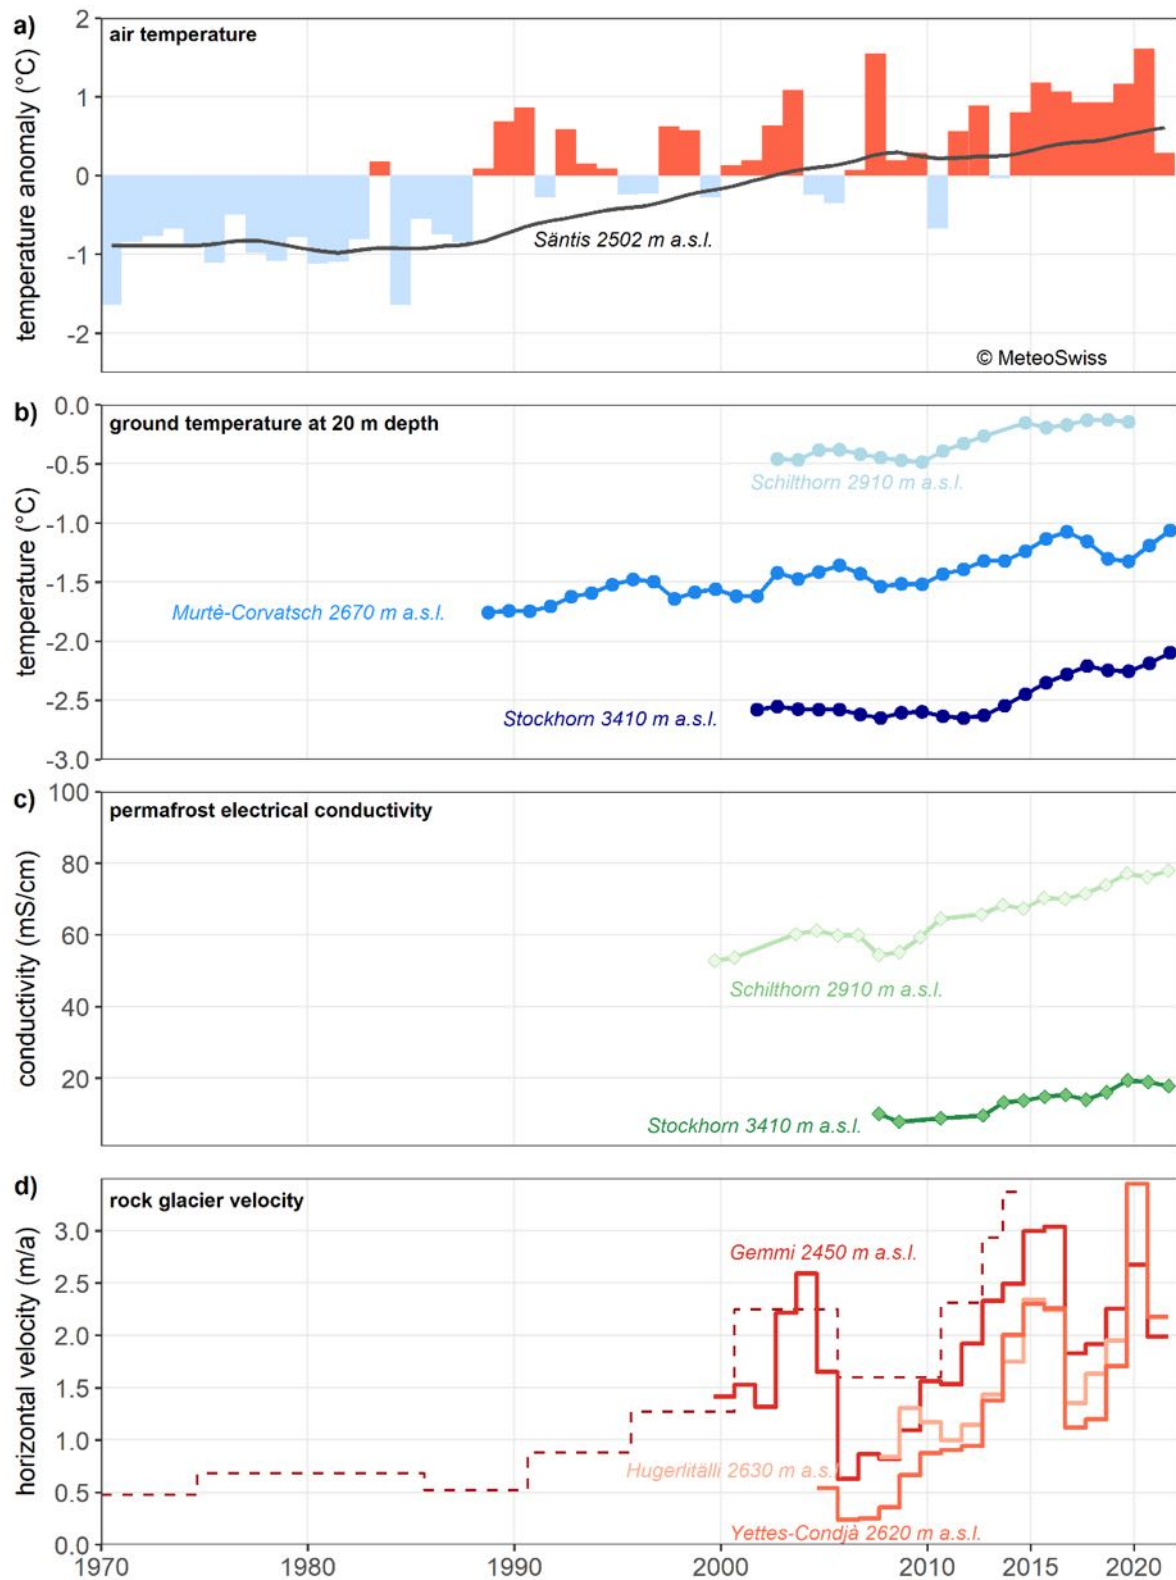 a)
air temperature
temperature anomaly (°C)
2
1
0
-1
-2
Säntis 2502 m a.s.l.
© MeteoSwiss
b)
ground temperature at 20 m depth
temperature (°C)
0.0
-0.5
-1.0
-1.5
-2.0
-2.5
-3.0
Schilthorn 2910 m a.s.l.
Murtè-Corvatsch 2670 m a.s.l.
Stockhorn 3410 m a.s.l.
c)
permafrost electrical conductivity
conductivity (mS/cm)
100
80
60
40
20
Schilthorn 2910 m a.s.l.
Stockhorn 3410 m a.s.l.
d)
rock glacier velocity
horizontal velocity (m/a)
3.0
2.5
2.0
1.5
1.0
0.5
0.0
Gemmi 2450 m a.s.l.
Hugerlitälli 2630 m a.s.l
Yettes-Condjà 2620 m a.s.l.
1970
1980
1990
2000
2010
2015
2020